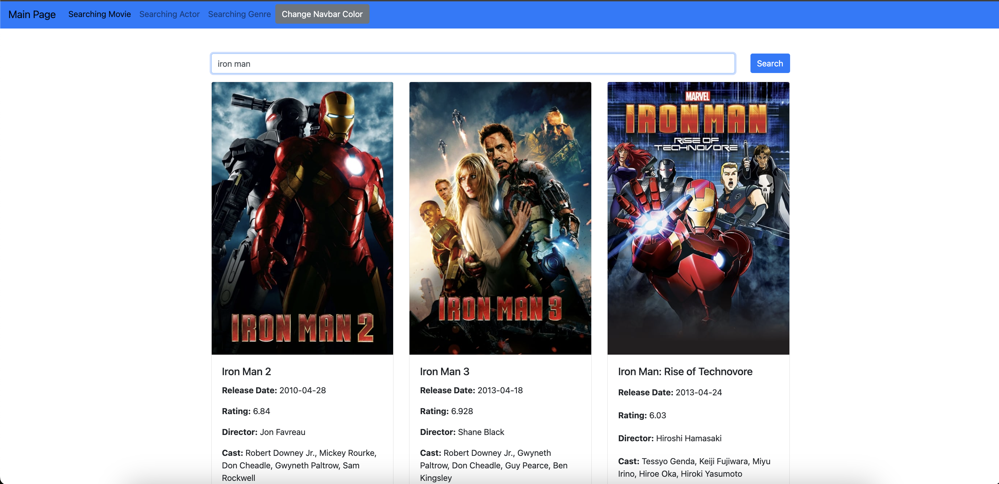 Main Page Searching Movie Searching Actor Searching Genre Change Navbar Color
iron man
Search
IRON MAN 2
IRON MAN 3
MARVEL
IRON MAN
RISE OF
TECHNOVORE
Iron Man 2
Release Date: 2010-04-28
Rating: 6.84
Director: Jon Favreau
Cast: Robert Downey Jr., Mickey Rourke,
Don Cheadle, Gwyneth Paltrow, Sam
Rockwell
Iron Man 3
Release Date: 2013-04-18
Rating: 6.928
Director: Shane Black
Cast: Robert Downey Jr., Gwyneth
Paltrow, Don Cheadle, Guy Pearce, Ben
Kingsley
Iron Man: Rise of Technovore
Release Date: 2013-04-24
Rating: 6.03
Director: Hiroshi Hamasaki
Cast: Tessyo Genda, Keiji Fujiwara, Miyu
Irino, Hiroe Oka, Hiroki Yasumoto